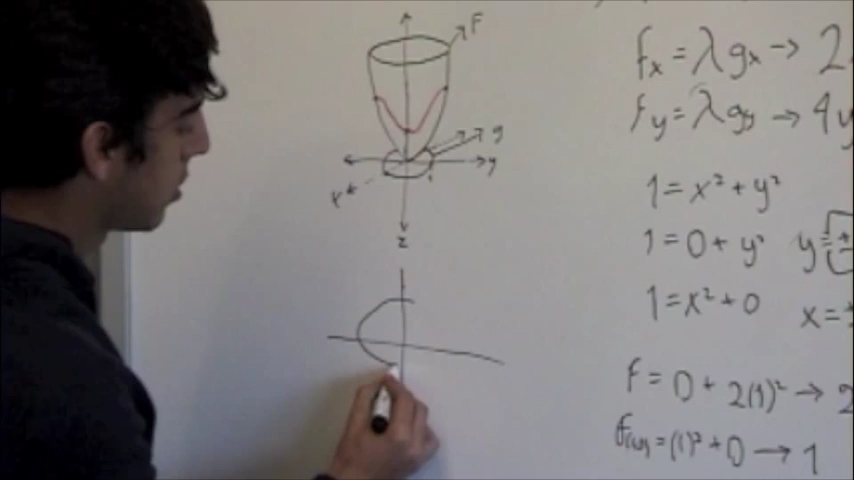 F
g
y
x
z
fx = λgx → 2
fy = λgy → 4y
1 = x² + y²
1 = 0 + y² y = ±
1 = x² + 0 x = ±
f = 0 + 2(1)² → 2
= (1)² + 0 → 1